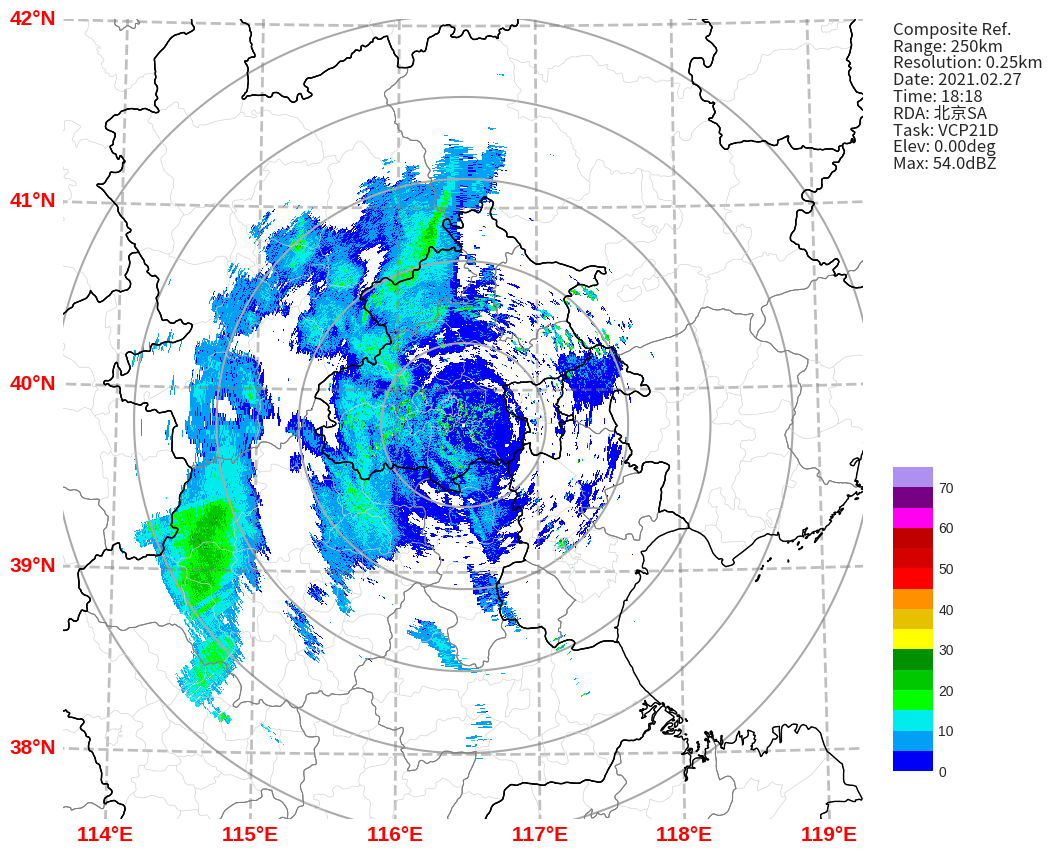 42°N
41°N
40°N
39°N
38°N
114°E
115°E
116°E
117°E
118°E
119°E
Composite Ref.
Range: 250km
Resolution: 0.25km
Date: 2021.02.27
Time: 18:18
RDA: 北京SA
Task: VCP21D
Elev: 0.00deg
Max: 54.0dBZ
70
60
50
40
30
20
10
0